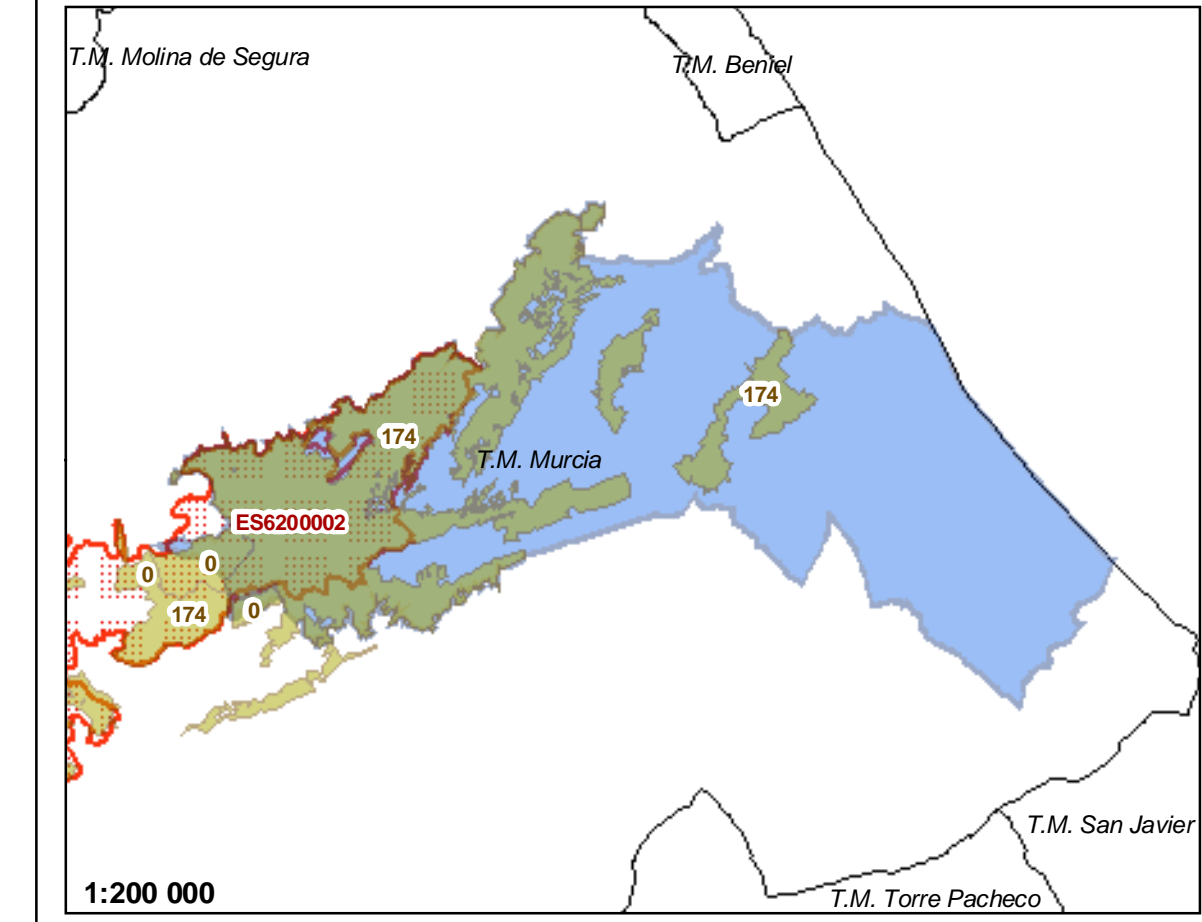 T.M. Molina de Segura
T.M. Beniel
174
174
T.M. Murcia
ES6200002
0
0
174
0
T.M. San Javier
1:200 000
T.M. Torre Pacheco